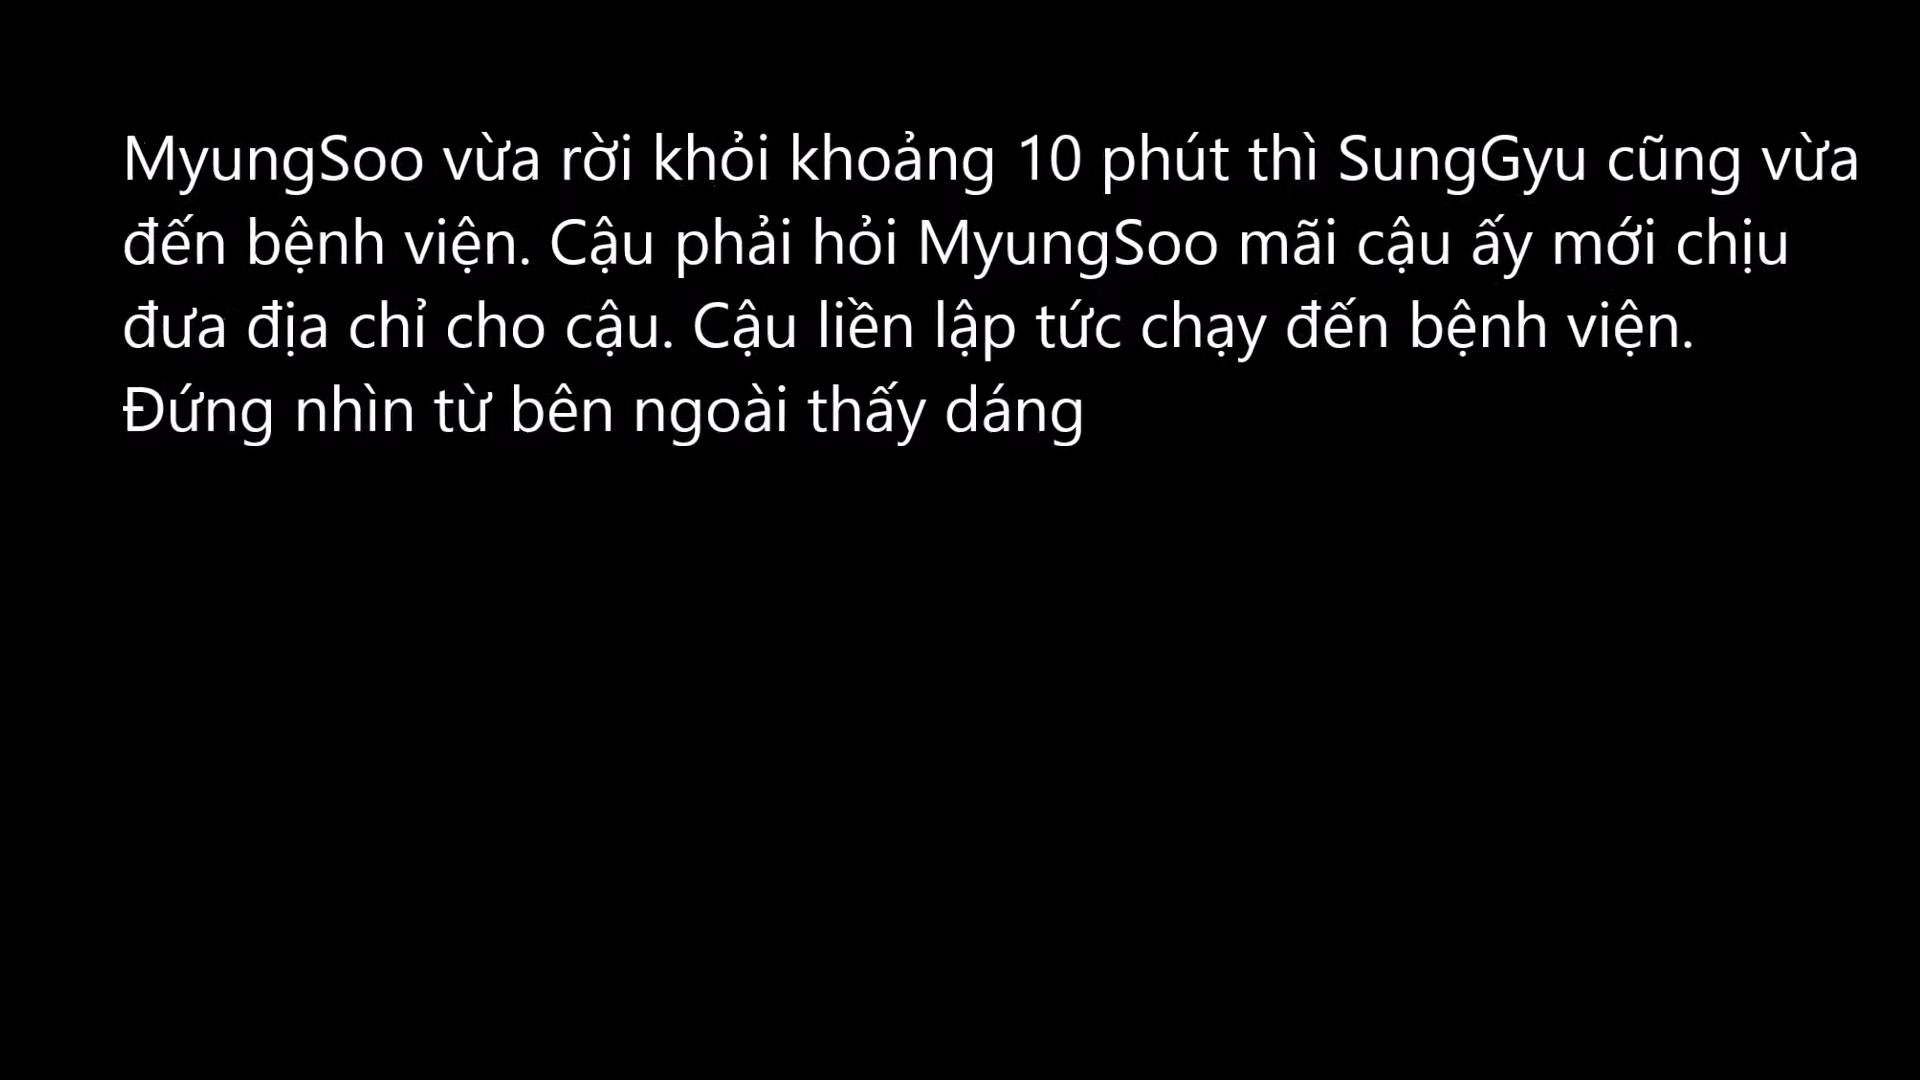 MyungSoo vừa rời khỏi khoảng 10 phút thì SungGyu cũng vừa
đến bệnh viện. Cậu phải hỏi MyungSoo mãi cậu ấy mới chịu
đưa địa chỉ cho cậu. Cậu liền lập tức chạy đến bệnh viện.
Đứng nhìn từ bên ngoài thấy dáng